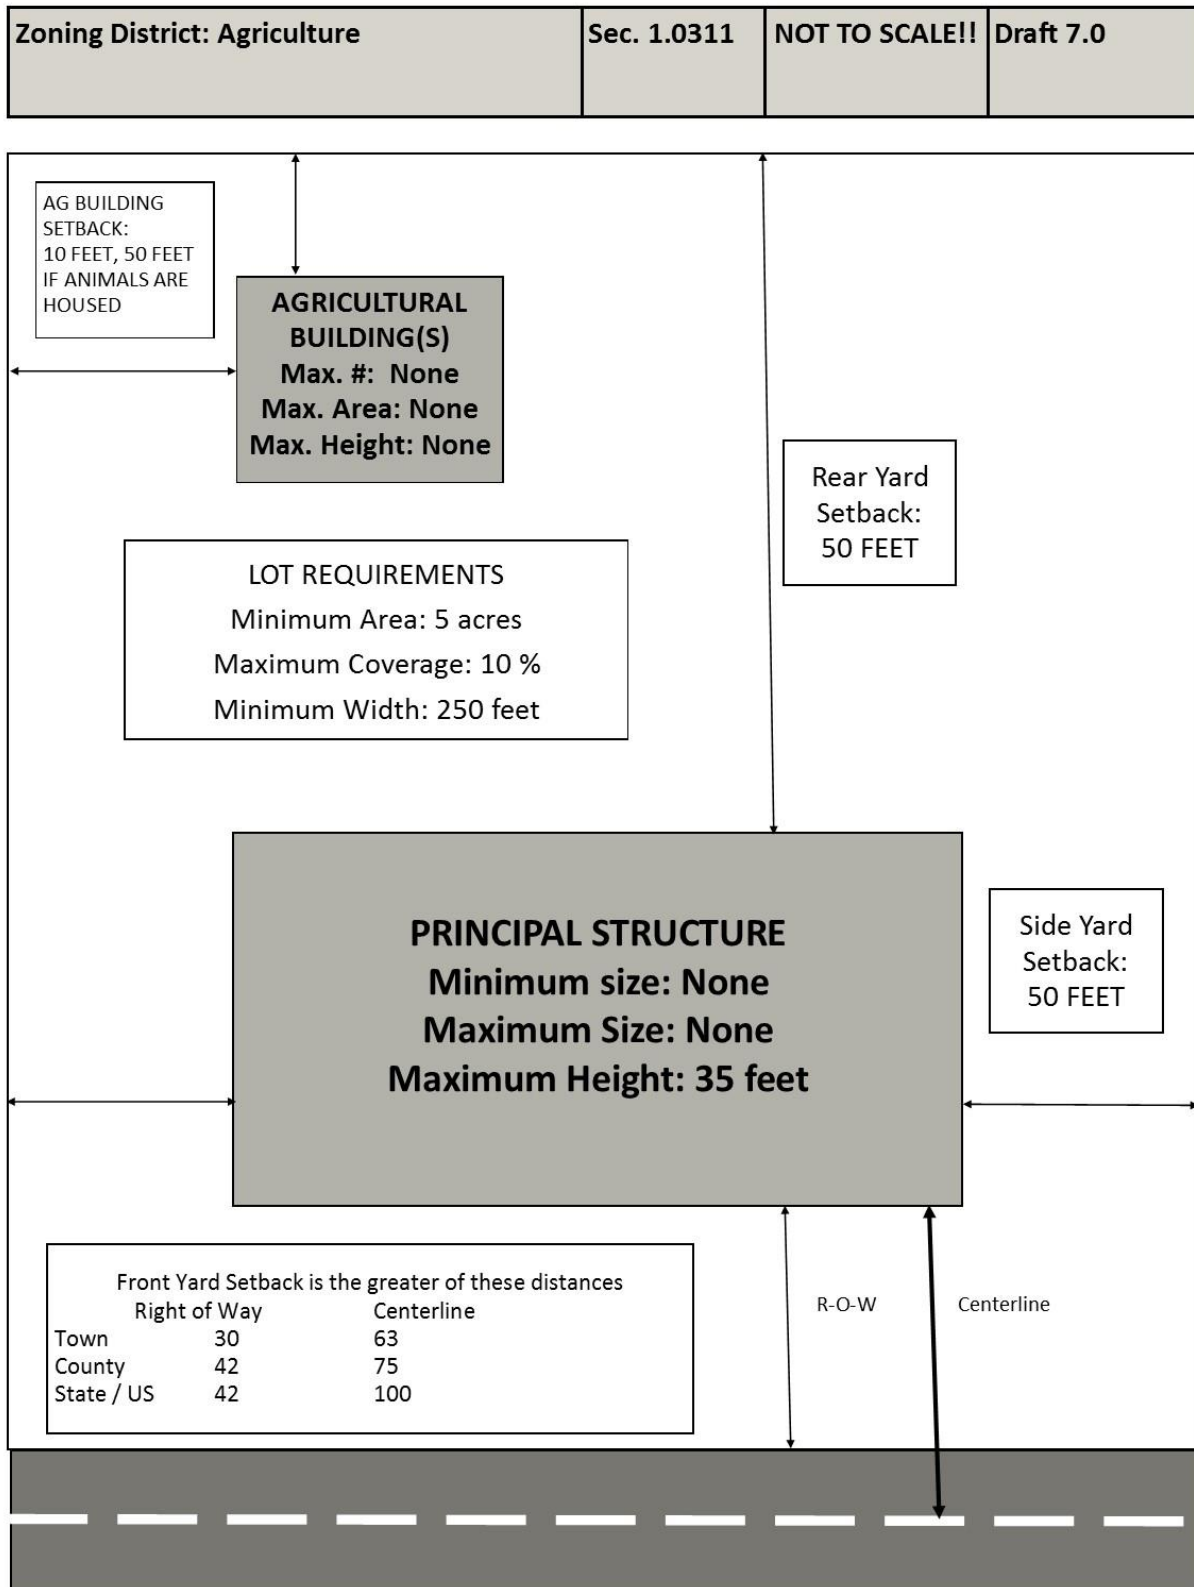 Zoning District: Agriculture Sec. 1.0311 NOT TO SCALE!! Draft 7.0
AG BUILDING
SETBACK:
10 FEET, 50 FEET
IF ANIMALS ARE
HOUSED
AGRICULTURAL
BUILDING(S)
Max. #: None
Max. Area: None
Max. Height: None
Rear Yard
Setback:
50 FEET
LOT REQUIREMENTS
Minimum Area: 5 acres
Maximum Coverage: 10 %
Minimum Width: 250 feet
PRINCIPAL STRUCTURE
Minimum size: None
Maximum Size: None
Maximum Height: 35 feet
Side Yard
Setback:
50 FEET
Front Yard Setback is the greater of these distances
Right of Way Centerline
Town 30 63
County 42 75
State / US 42 100
R-O-W Centerline